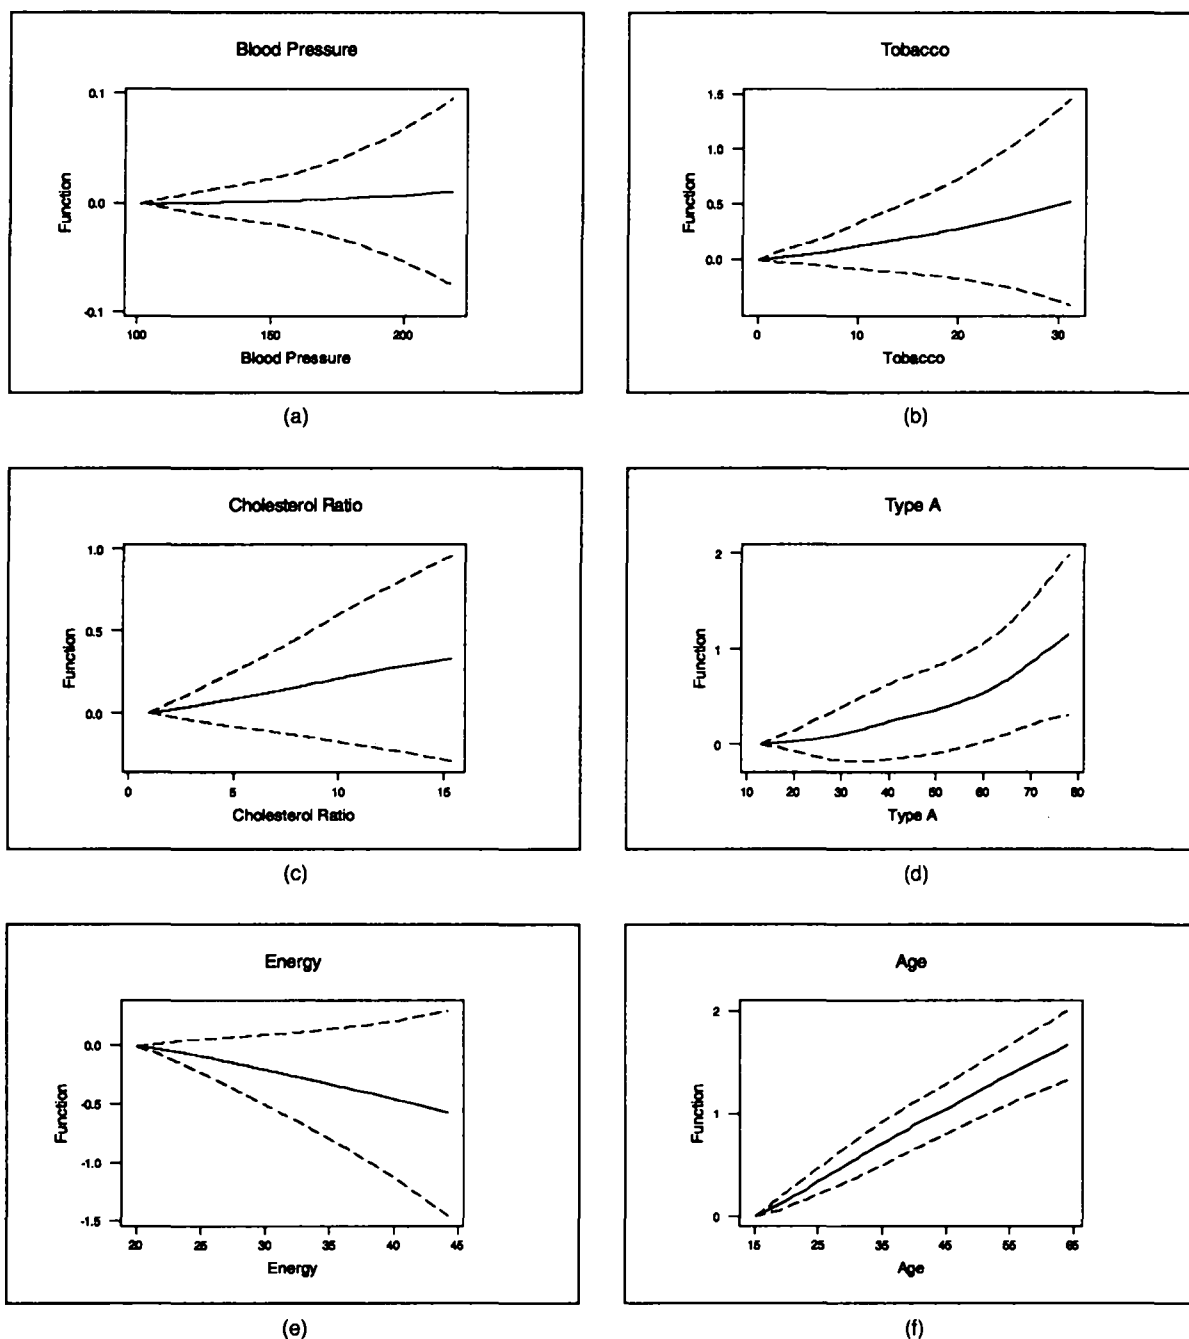 Blood Pressure
0.1
0.0
-0.1
Function
100 150 200
Blood Pressure
(a)
Tobacco
1.5
1.0
0.5
0.0
Function
0 10 20 30
Tobacco
(b)
Cholesterol Ratio
1.0
0.5
0.0
Function
0 5 10 15
Cholesterol Ratio
(c)
Type A
2
1
0
Function
10 20 30 40 50 60 70 80
Type A
(d)
Energy
0.0
-0.5
-1.0
-1.5
Function
20 25 30 35 40 45
Energy
(e)
Age
2
1
0
Function
15 25 35 45 55 65
Age
(f)